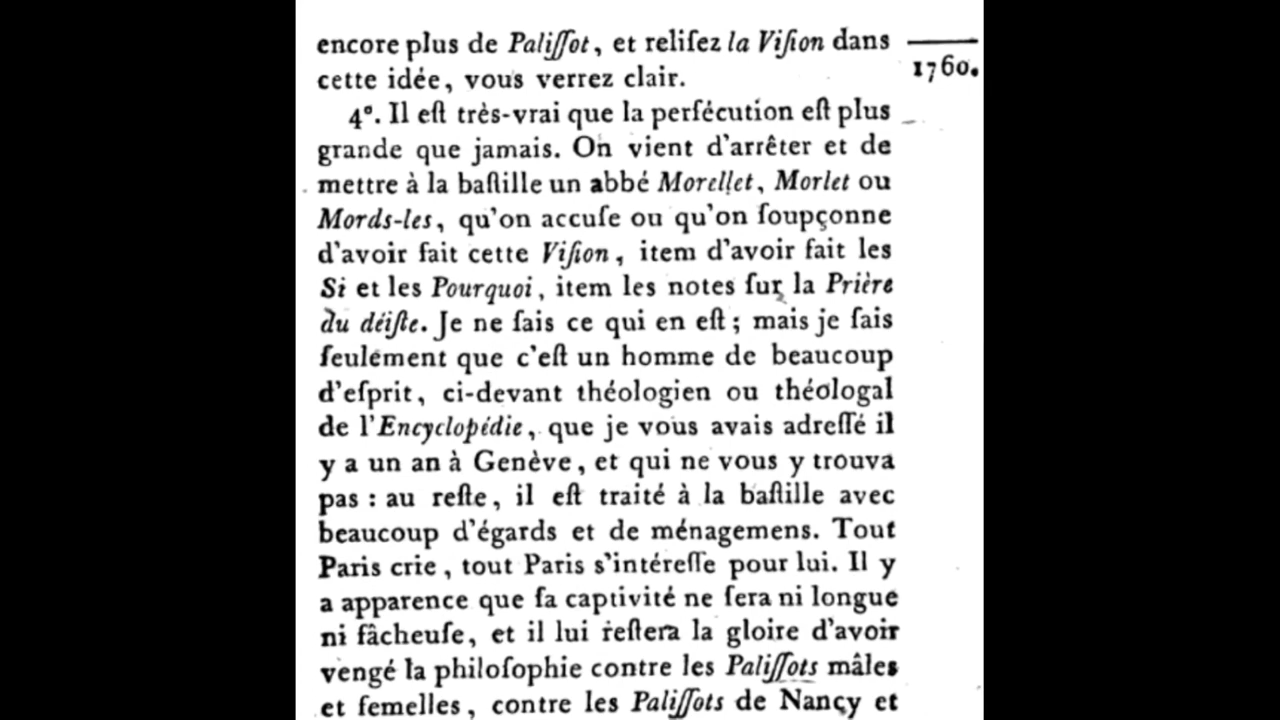 encore plus de Paliſſot, et reliſez la Viſion dans
1760.
cette idée, vous verrez clair.
4°. Il eſt très-vrai que la perſécution eſt plus
grande que jamais. On vient d'arrêter et de
mettre à la baſtille un abbé Morellet, Morlet ou
Mords-les, qu'on accuſe ou qu'on ſoupçonne
d'avoir fait cette Viſion, item d'avoir fait les
Si et les Pourquoi, item les notes ſur la Prière
du déiſte. Je ne ſais ce qui en eſt; mais je ſais
ſeulement que c'eſt un homme de beaucoup
d'eſprit, ci-devant théologien ou théologal
de l'Encyclopédie, que je vous avais adreſſé il
y a un an à Genève, et qui ne vous y trouva
pas : au reſte, il eſt traité à la baſtille avec
beaucoup d'égards et de ménagemens. Tout
Paris crie, tout Paris s'intéreſſe pour lui. Il y
a apparence que ſa captivité ne ſera ni longue
ni fâcheuſe, et il lui reſtera la gloire d'avoir
vengé la philoſophie contre les Paliſſots mâles
et femelles, contre les Paliſſots de Nancy et